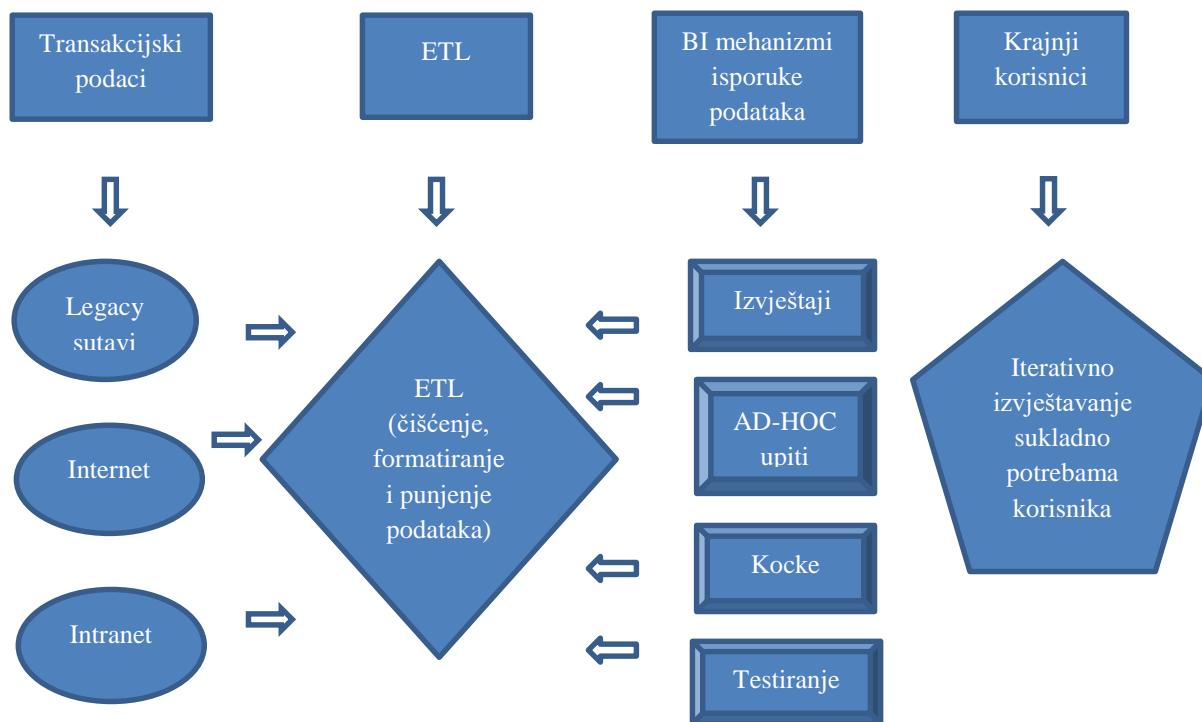 Transakcijski
podaci
ETL
BI mehanizmi
isporuke
podataka
Krajnji
korisnici
Legacy
sutavi
Internet
Intranet
ETL
(čišćenje,
formatiranje
i punjenje
podataka)
Izvještaji
AD-HOC
upiti
Kocke
Testiranje
Iterativno
izvještavanje
sukladno
potrebama
korisnika